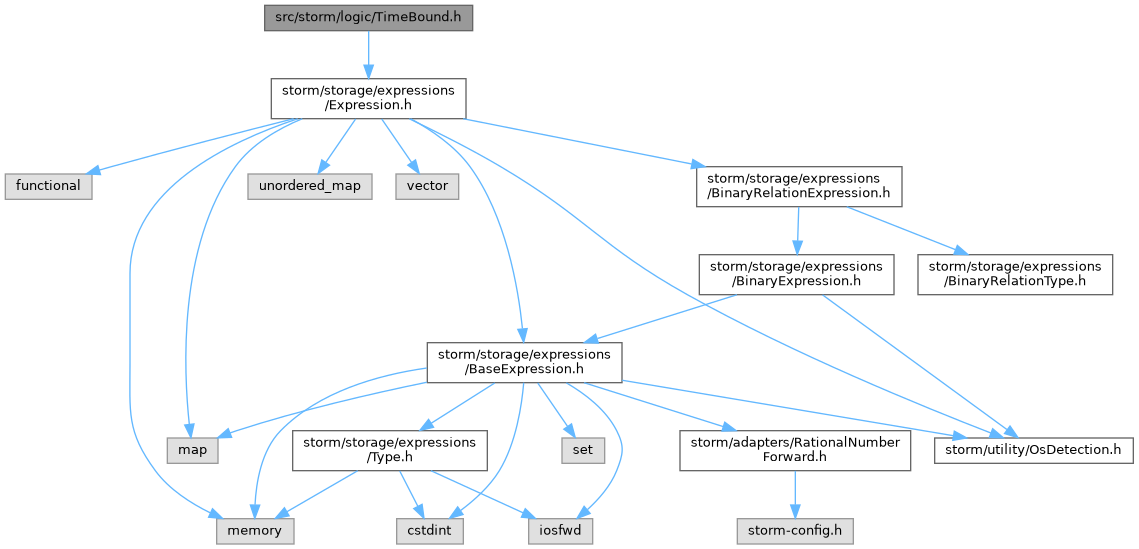 src/storm/logic/TimeBound.h
storm/storage/expressions
/Expression.h
functional
unordered_map
vector
storm/storage/expressions
/BinaryRelationExpression.h
storm/storage/expressions
/BinaryExpression.h
storm/storage/expressions
/BinaryRelationType.h
storm/storage/expressions
/BaseExpression.h
map
storm/storage/expressions
/Type.h
set
storm/adapters/RationalNumber
Forward.h
storm/utility/OsDetection.h
memory
cstdint
iosfwd
storm-config.h